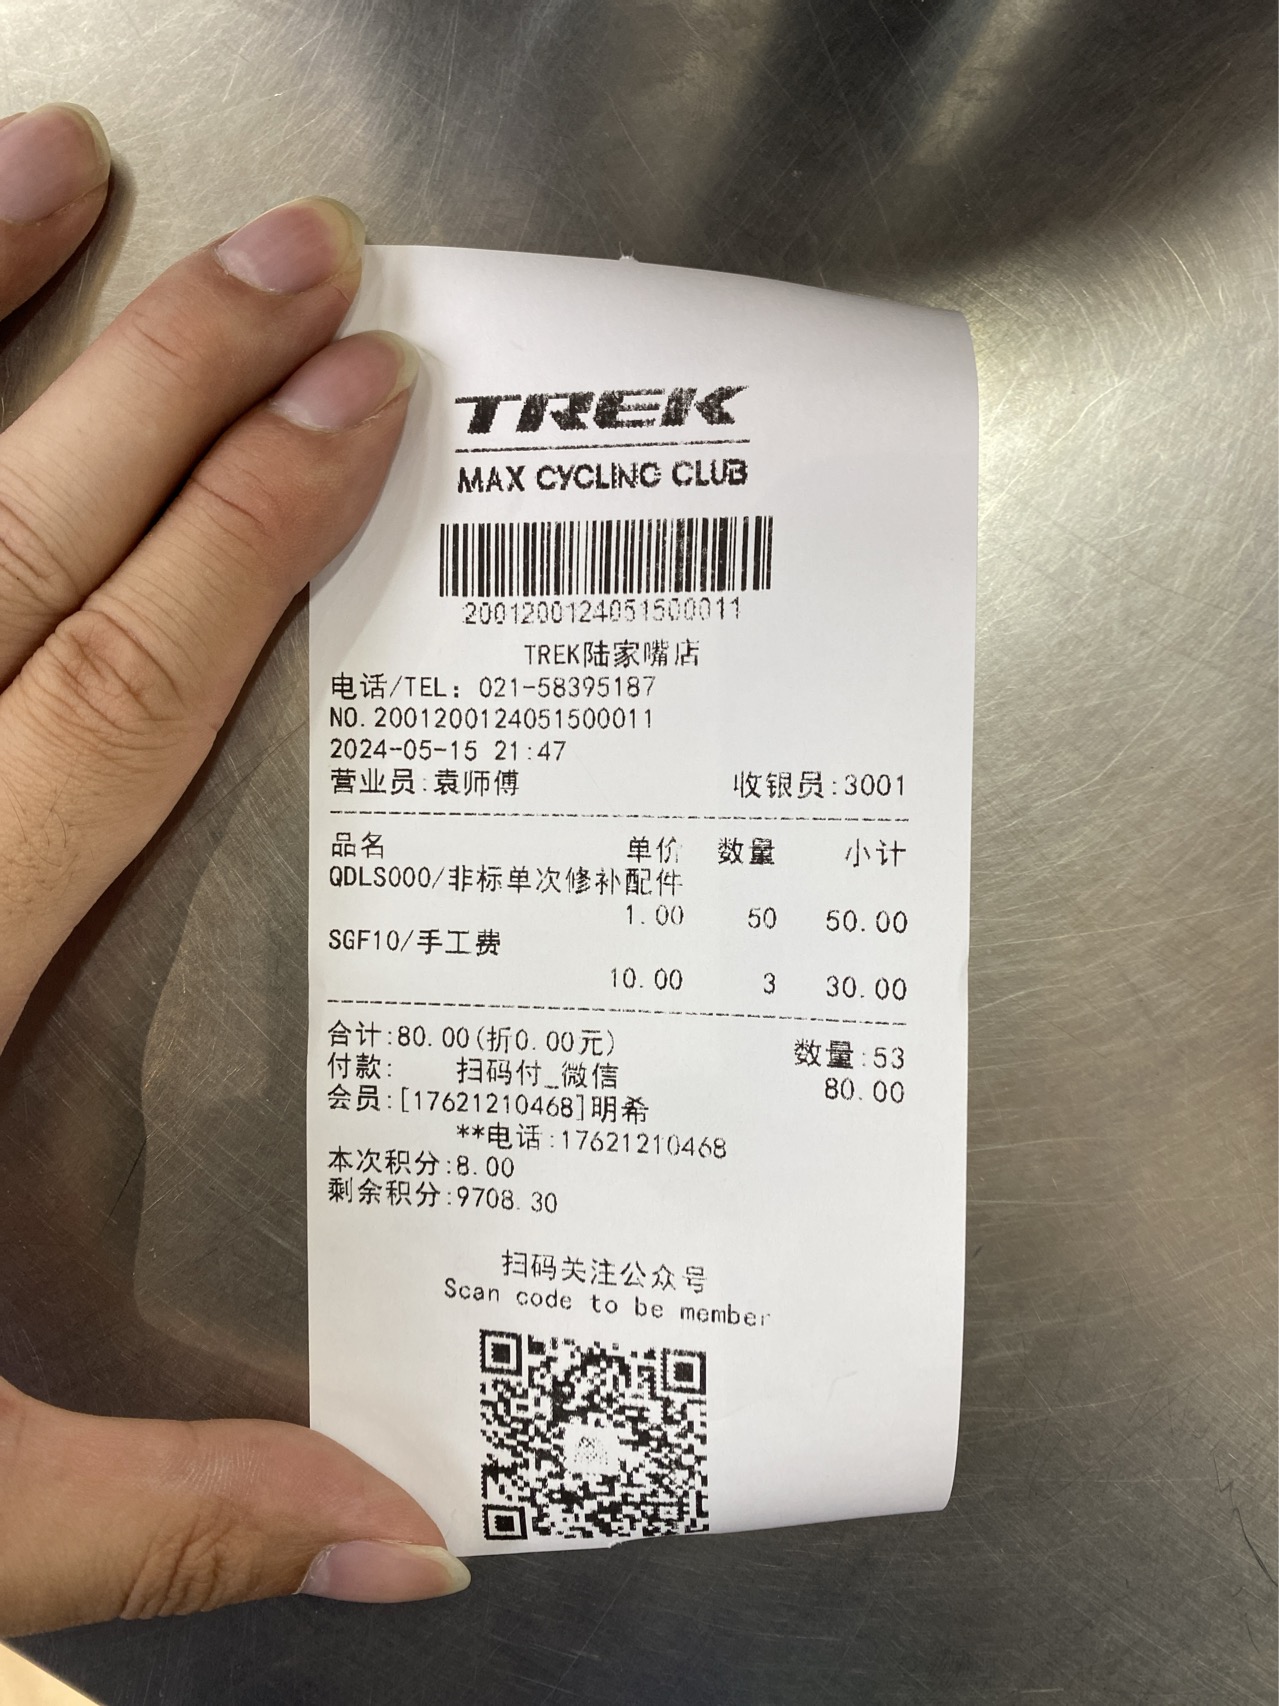 TREK
MAX CYCLING CLUB
2001200124051500011
TREK陆家嘴店
电话/TEL: 021-58395187
NO.2001200124051500011
2024-05-15 21:47
营业员:袁师傅 收银员:3001
品名 单价 数量 小计
QDLS000/非标单次修补配件
1.00 50 50.00
SGF10/手工费
10.00 3 30.00
合计:80.00(折0.00元) 数量:53
付款: 扫码付_微信 80.00
会员:[17621210468]明希
**电话:17621210468
本次积分:8.00
剩余积分:9708.30
扫码关注公众号
Scan code to be member